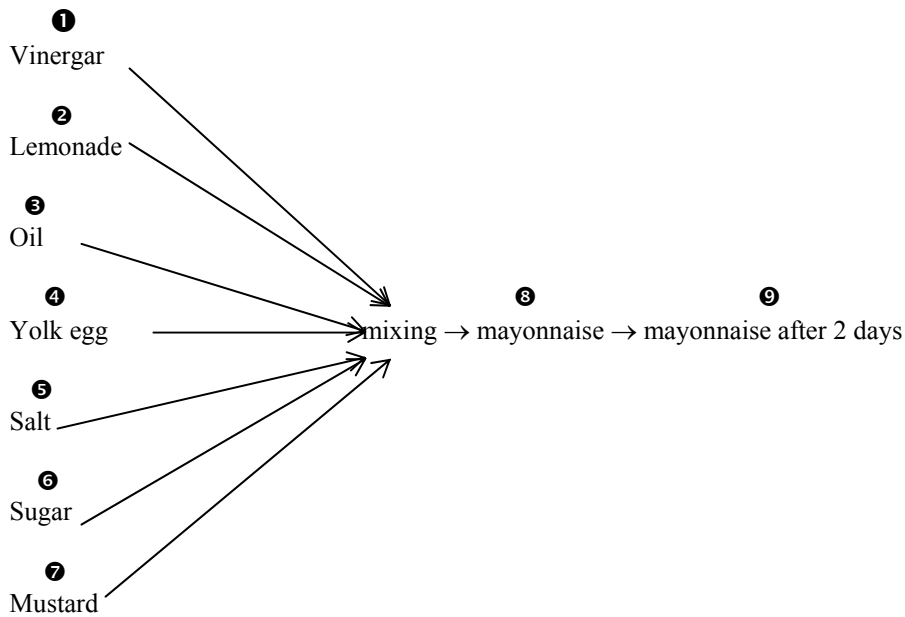 ❶
Vinergar
❷
Lemonade
❸
Oil
❹
Yolk egg
❺
Salt
❻
Sugar
❼
Mustard
❽ ❾
mixing → mayonnaise → mayonnaise after 2 days